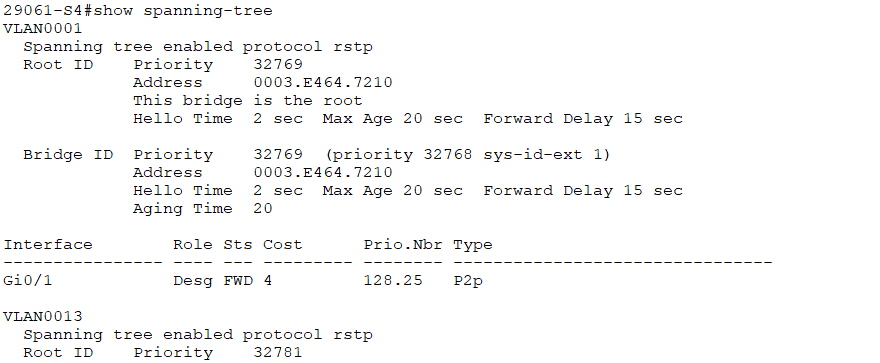 29061-S4#show spanning-tree
VLAN0001
  Spanning tree enabled protocol rstp
  Root ID    Priority    32769
             Address     0003.E464.7210
             This bridge is the root
             Hello Time  2 sec  Max Age 20 sec  Forward Delay 15 sec

  Bridge ID  Priority    32769  (priority 32768 sys-id-ext 1)
             Address     0003.E464.7210
             Hello Time  2 sec  Max Age 20 sec  Forward Delay 15 sec
             Aging Time  20

Interface        Role Sts Cost      Prio.Nbr Type
---------------- ---- --- --------- -------- --------------------------------
Gi0/1            Desg FWD 4         128.25   P2p

VLAN0013
  Spanning tree enabled protocol rstp
  Root ID    Priority    32781